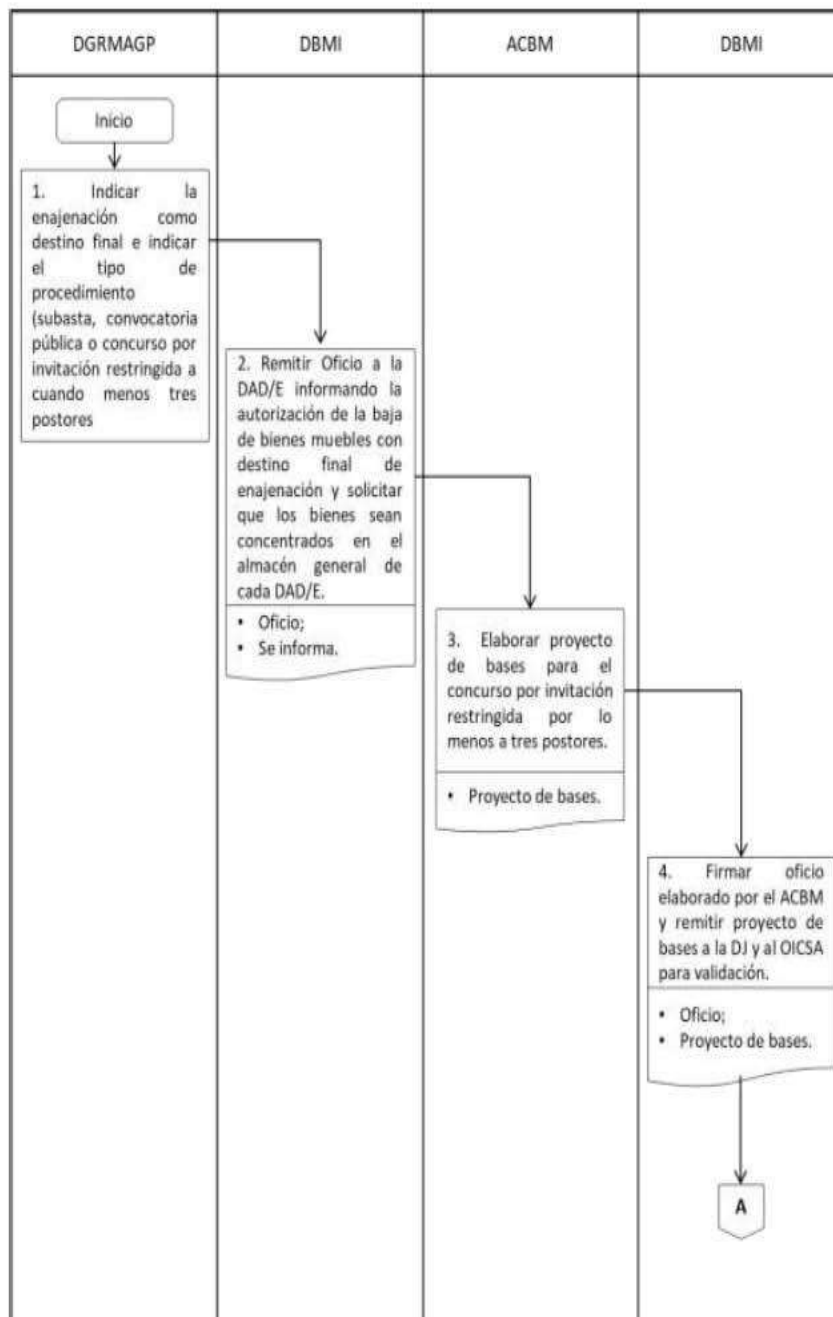 DGRMAGP
DBMI
ACBM
DBMI
Inicio
1. Indicar la
enajenación como
destino final e indicar
el tipo de
procedimiento
(subasta, convocatoria
pública o concurso por
invitación restringida a
cuando menos tres
postores
2. Remitir Oficio a la
DAD/E informando la
autorización de la baja
de bienes muebles con
destino final de
enajenación y solicitar
que los bienes sean
concentrados en el
almacén general de
cada DAD/E.
• Oficio;
• Se informa.
3. Elaborar proyecto
de bases para el
concurso por invitación
restringida por lo
menos a tres postores.
• Proyecto de bases.
4. Firmar oficio
elaborado por el ACBM
y remitir proyecto de
bases a la DJ y al OICSA
para validación.
• Oficio;
• Proyecto de bases.
A